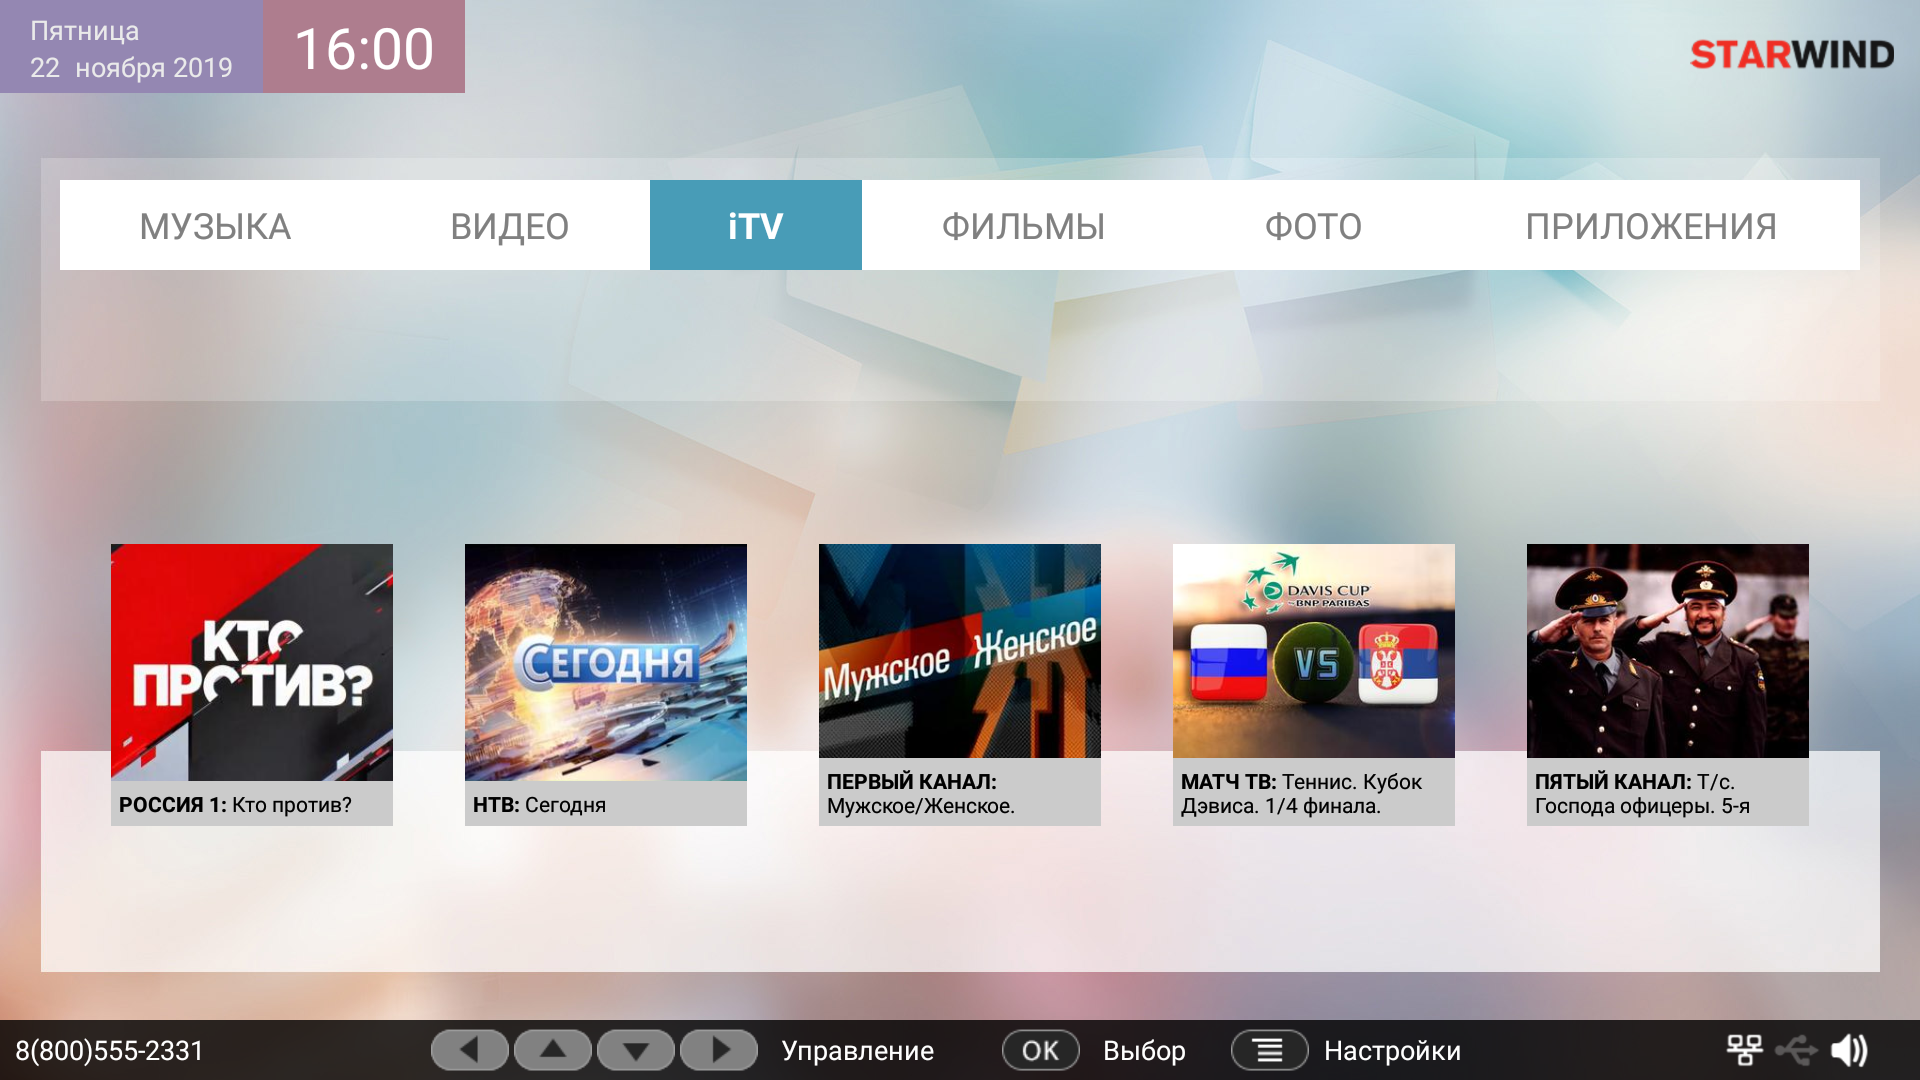 Пятница
22 ноября 2019
16:00
STARWIND
МУЗЫКА
ВИДЕО
iTV
ФИЛЬМЫ
ФОТО
ПРИЛОЖЕНИЯ
КТО
ПРОТИВ?
РОССИЯ 1: Кто против?
СЕГОДНЯ
НТВ: Сегодня
Мужское Женское
ПЕРВЫЙ КАНАЛ:
Мужское/Женское.
DAVIS CUP
BNP PARIBAS
VS
МАТЧ ТВ: Теннис. Кубок
Дэвиса. 1/4 финала.
ПЯТЫЙ КАНАЛ: Т/с.
Господа офицеры. 5-я
8(800)555-2331
Управление
OK
Выбор
Настройки